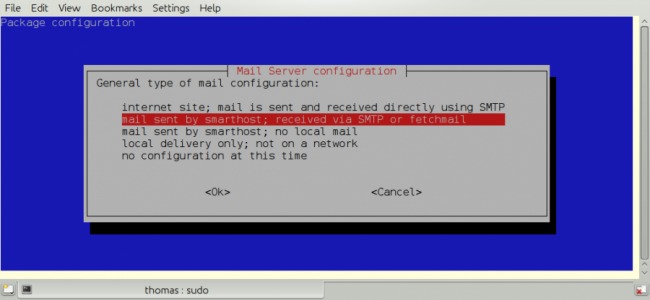 File Edit View Bookmarks Settings Help
Package configuration
Mail Server configuration
General type of mail configuration:
internet site; mail is sent and received directly using SMTP
mail sent by smarthost; received via SMTP or fetchmail
mail sent by smarthost; no local mail
local delivery only; not on a network
no configuration at this time
<Ok> <Cancel>
thomas : sudo